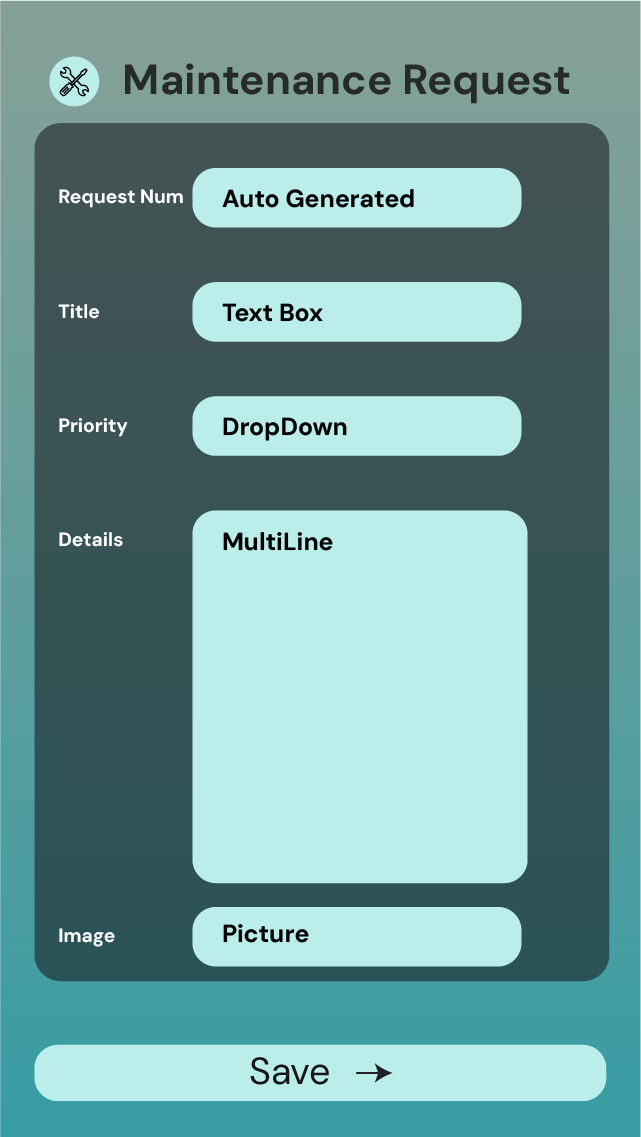 Maintenance Request
Request Num Auto Generated
Title Text Box
Priority DropDown
Details MultiLine
Image Picture
Save